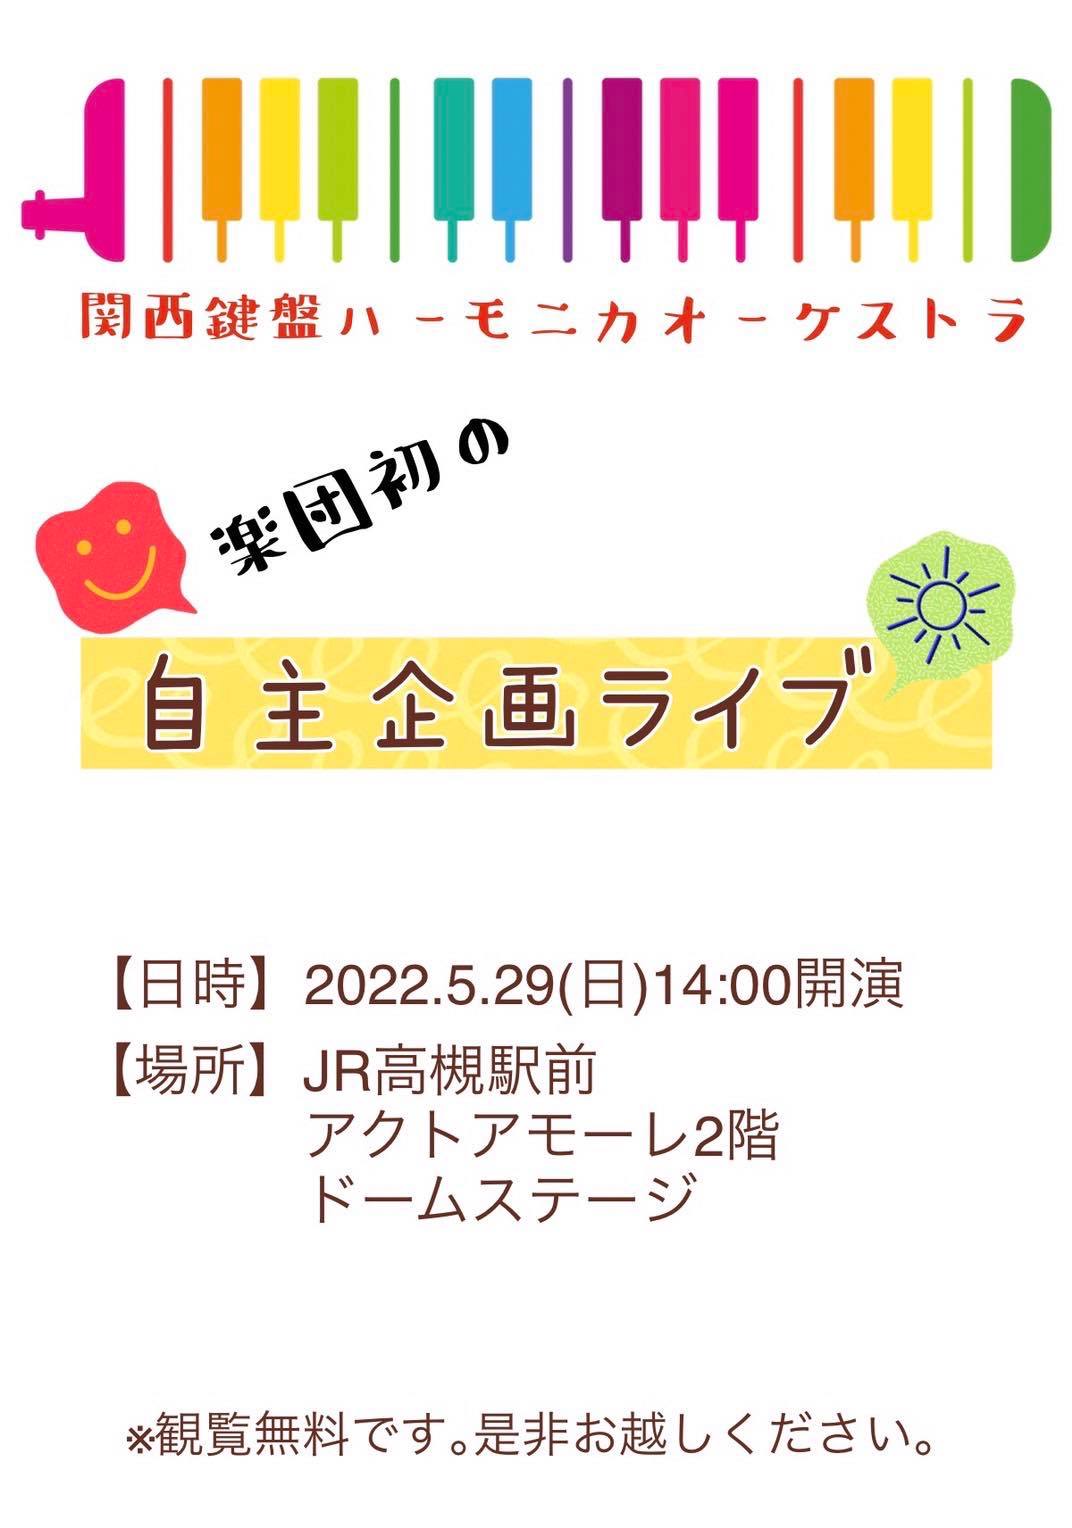 関西鍵盤ハーモニカオーケストラ
楽団初の
自主企画ライブ
【日時】2022.5.29(日)14:00開演
【場所】JR高槻駅前
アクトアモーレ2階
ドームステージ
※観覧無料です。是非お越しください。